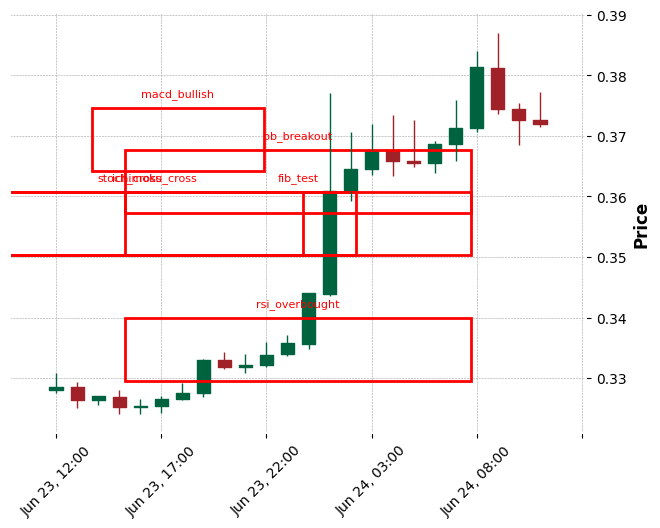 0.39
0.38
macd_bullish
0.37
bb_breakout
fib_test
0.36
Price
0.35
rsi_overbought
0.34
0.33
Jun 23, 12:00
Jun 23, 17:00
Jun 23, 22:00
Jun 24, 03:00
Jun 24, 08:00